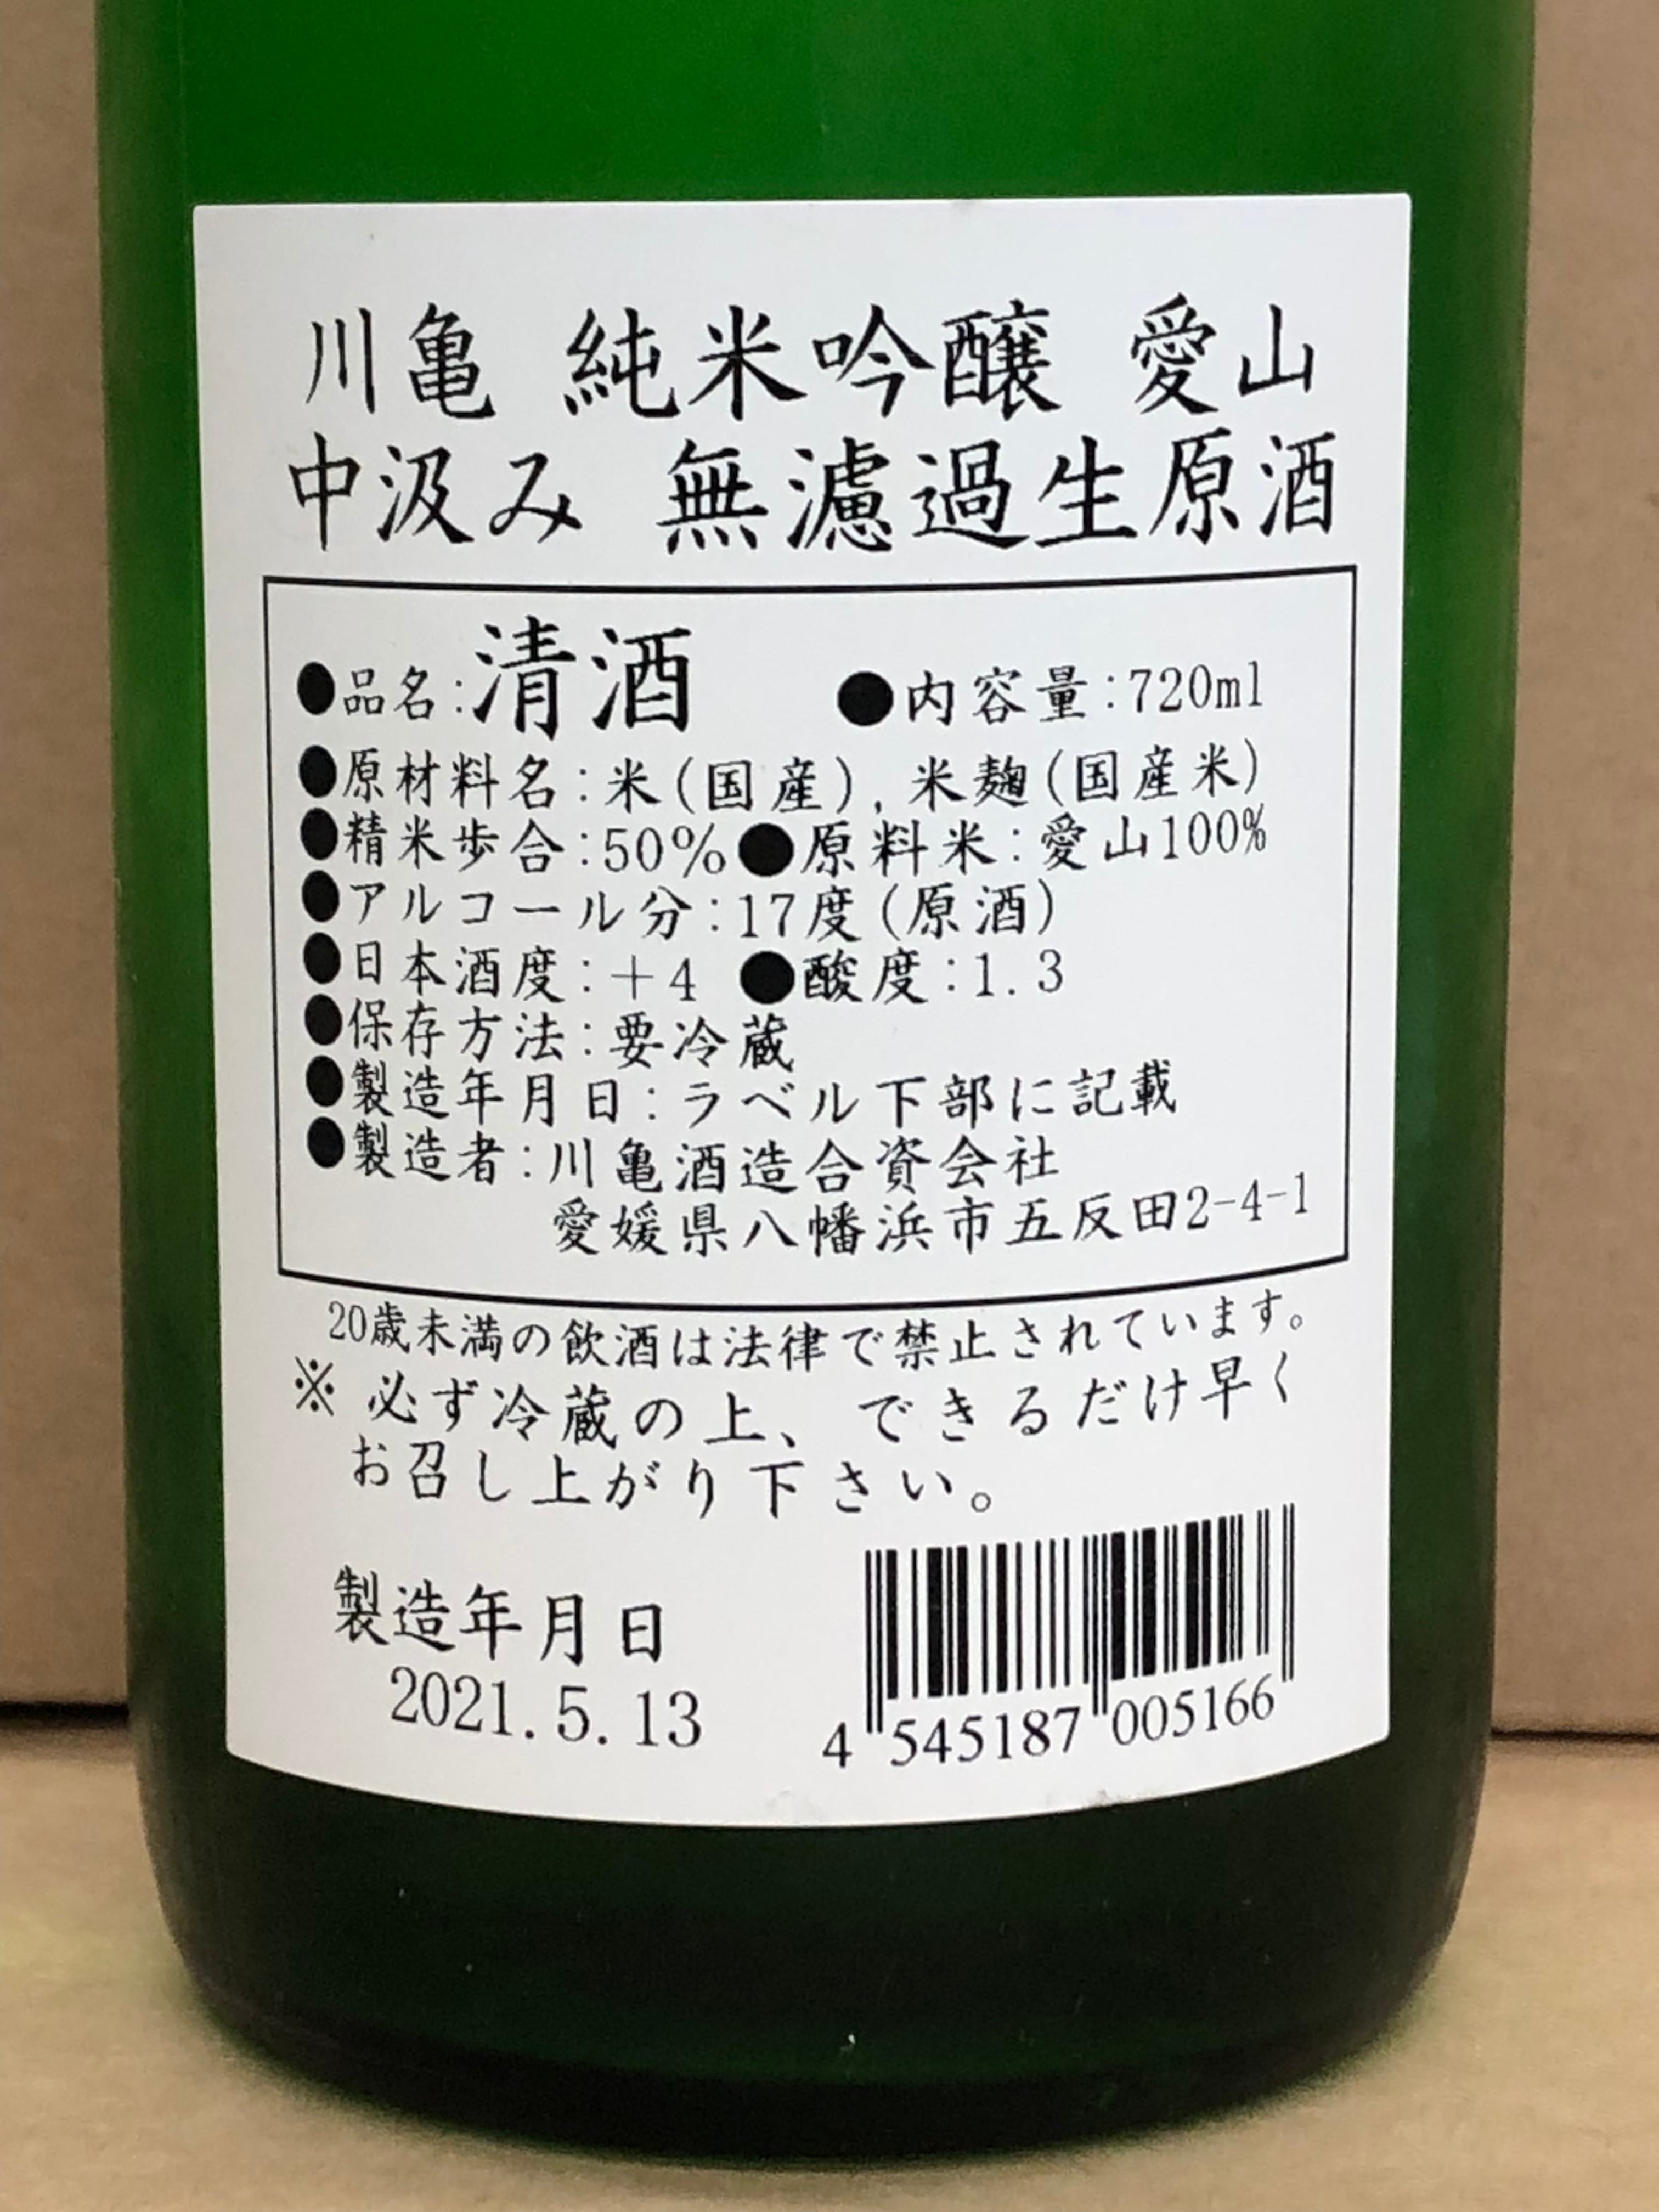 川亀 純米吟醸 愛山
中汲み 無濾過生原酒
●品名:清酒 ●内容量:720ml
●原材料名:米(国産),米麹(国産米)
●精米歩合:50%●原料米:愛山100%
●アルコール分:17度(原酒)
●日本酒度:+4 ●酸度:1.3
●保存方法:要冷蔵
●製造年月日:ラベル下部に記載
●製造者:川亀酒造合資会社
愛媛県八幡浜市五反田2-4-1
20歳未満の飲酒は法律で禁止されています。
※ 必ず冷蔵の上、できるだけ早く
お召し上がり下さい。
製造年月日
2021.5.13
4 545187 005166